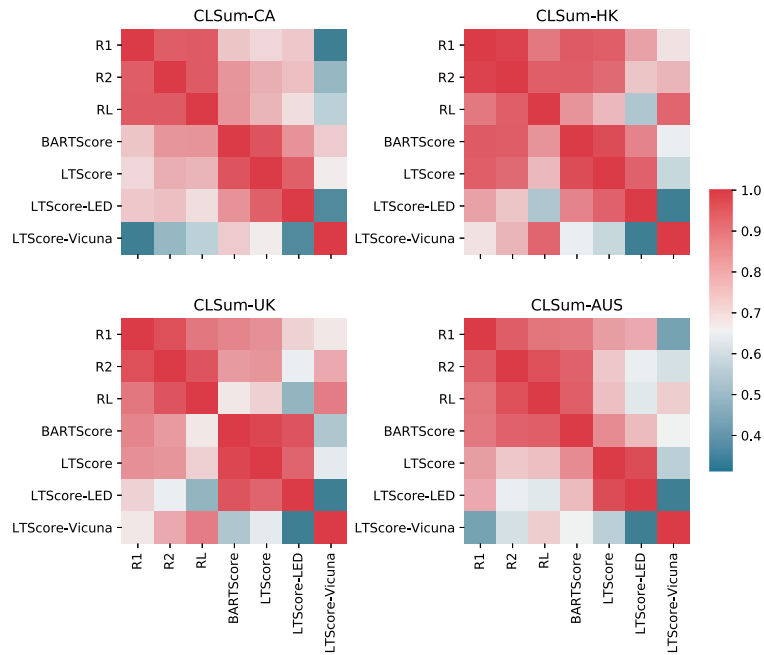 CLSum-CA
CLSum-HK
R1
R2
RL
BARTScore
LTScore
LTScore-LED
LTScore-Vicuna
1.0
0.9
0.8
0.7
0.6
0.5
0.4
CLSum-UK
CLSum-AUS
R1
R2
RL
BARTScore
LTScore
LTScore-LED
LTScore-Vicuna
R1
R2
RL
BARTScore
LTScore
LTScore-LED
LTScore-Vicuna
R1
R2
RL
BARTScore
LTScore
LTScore-LED
LTScore-Vicuna
R1
R2
RL
BARTScore
LTScore
LTScore-LED
LTScore-Vicuna
R1
R2
RL
BARTScore
LTScore
LTScore-LED
LTScore-Vicuna